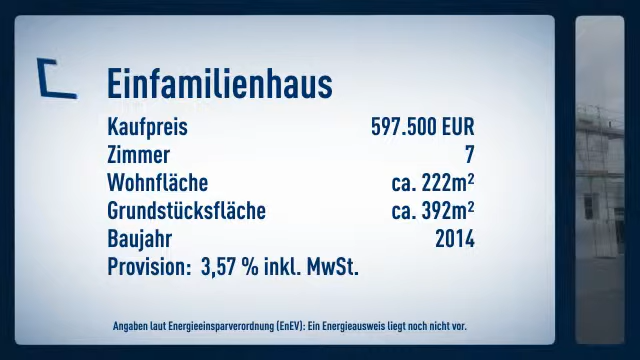 Einfamilienhaus
Kaufpreis 597.500 EUR
Zimmer 7
Wohnfläche ca. 222m²
Grundstücksfläche ca. 392m²
Baujahr 2014
Provision: 3,57 % inkl. MwSt.
Angaben laut Energieeinsparverordnung (EnEV): Ein Energieausweis liegt noch nicht vor.